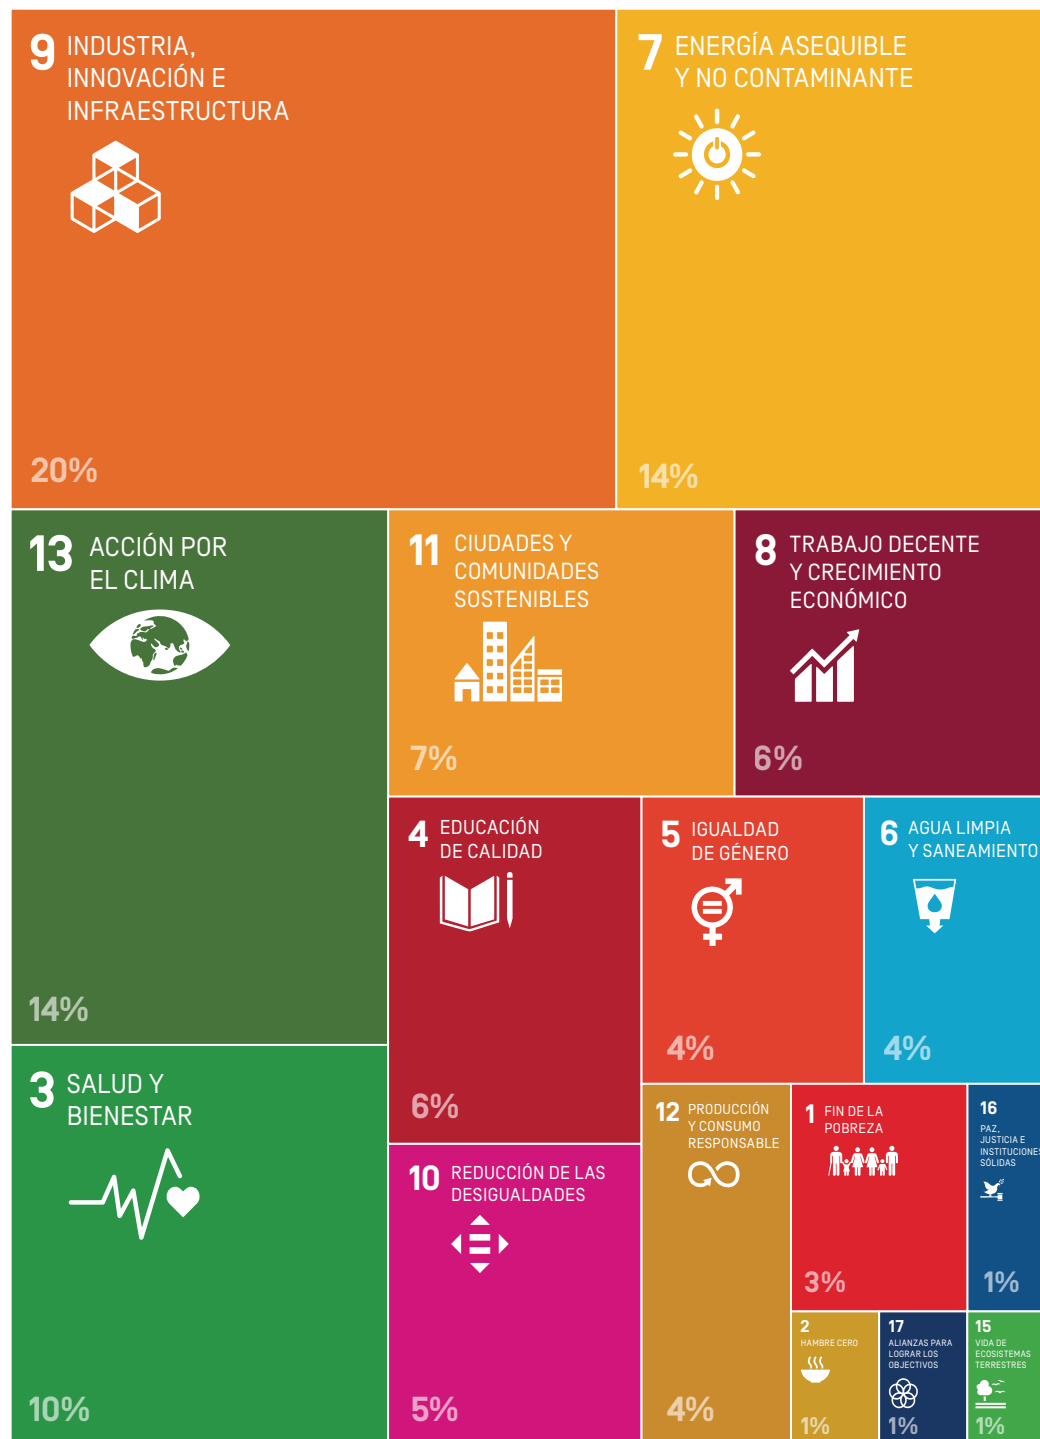 9 INDUSTRIA,
INNOVACIÓN E
INFRAESTRUCTURA
20%
7 ENERGÍA ASEQUIBLE
Y NO CONTAMINANTE
14%
13 ACCIÓN POR
EL CLIMA
14%
11 CIUDADES Y
COMUNIDADES
SOSTENIBLES
7%
8 TRABAJO DECENTE
Y CRECIMIENTO
ECONÓMICO
6%
4 EDUCACIÓN
DE CALIDAD
6%
5 IGUALDAD
DE GÉNERO
4%
6 AGUA LIMPIA
Y SANEAMIENTO
4%
3 SALUD Y
BIENESTAR
10%
10 REDUCCIÓN DE LAS
DESIGUALDADES
5%
12 PRODUCCIÓN
Y CONSUMO
RESPONSABLE
4%
1 FIN DE LA
POBREZA
3%
16
PAZ,
JUSTICIA E
INSTITUCIONES
SÓLIDAS
1%
2
HAMBRE CERO
1%
17
ALIANZAS PARA
LOGRAR LOS
OBJECTIVOS
1%
15
VIDA DE
ECOSISTEMAS
TERRESTRES
1%